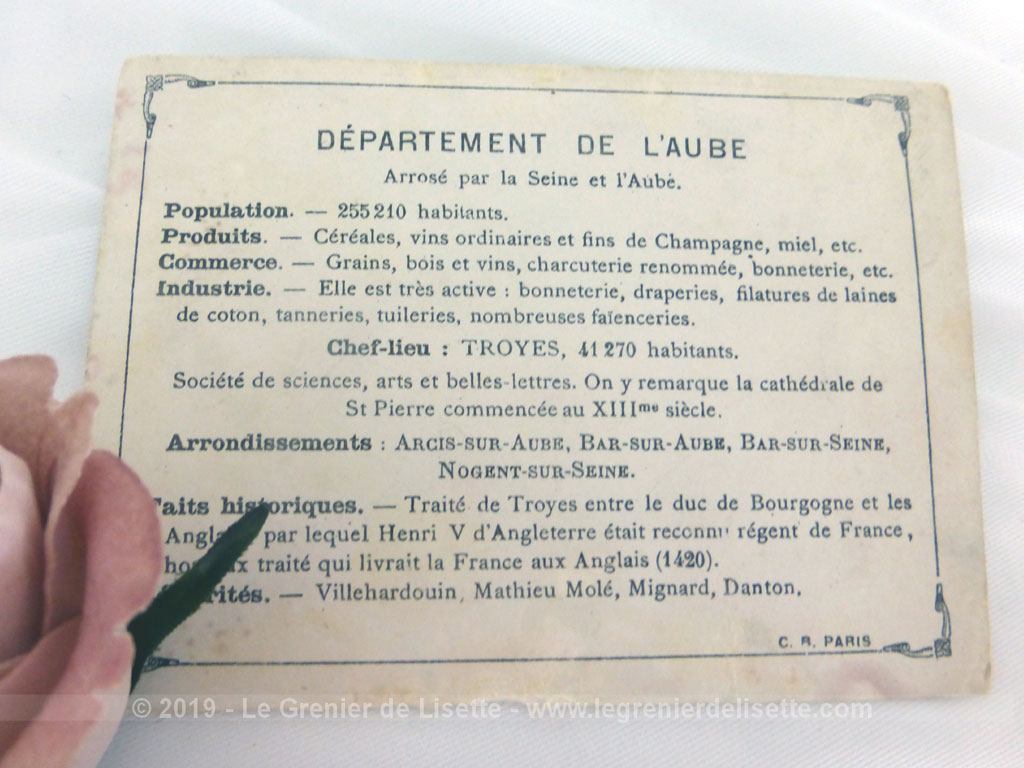 DÉPARTEMENT DE L'AUBE
Arrosé par la Seine et l'Aube.
Population. — 255210 habitants.
Produits. — Céréales, vins ordinaires et fins de Champagne, miel, etc.
Commerce. — Grains, bois et vins, charcuterie renommée, bonneterie, etc.
Industrie. — Elle est très active : bonneterie, draperies, filatures de laines
de coton, tanneries, tuileries, nombreuses faïenceries.
Chef-lieu : TROYES, 41 270 habitants.
Société de sciences, arts et belles-lettres. On y remarque la cathédrale de
St Pierre commencée au XIIIme siècle.
Arrondissements : ARCIS-SUR-AUBE, BAR-SUR-AUBE, BAR-SUR-SEINE,
NOGENT-SUR-SEINE.
Faits historiques. — Traité de Troyes entre le duc de Bourgogne et les
par lequel Henri V d'Angleterre était reconnu régent de France,
traité qui livrait la France aux Anglais (1420).
— Villehardouin, Mathieu Molé, Mignard, Danton.
C. R. PARIS
© 2019 - Le Grenier de Lisette - www.legrenierdelisette.com